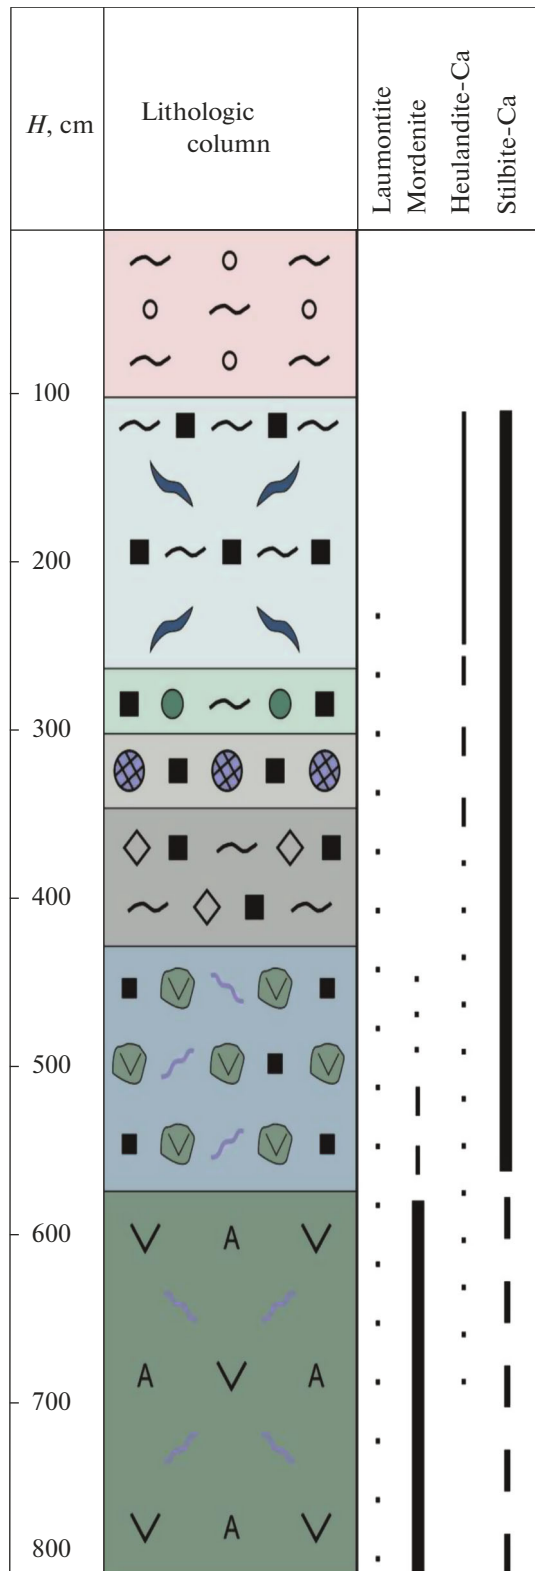 H, cm
Lithologic
column
Laumontite
Mordenite
Heulandite-Ca
Stilbite-Ca
100
200
300
400
500
600
A
A A
700
A
800